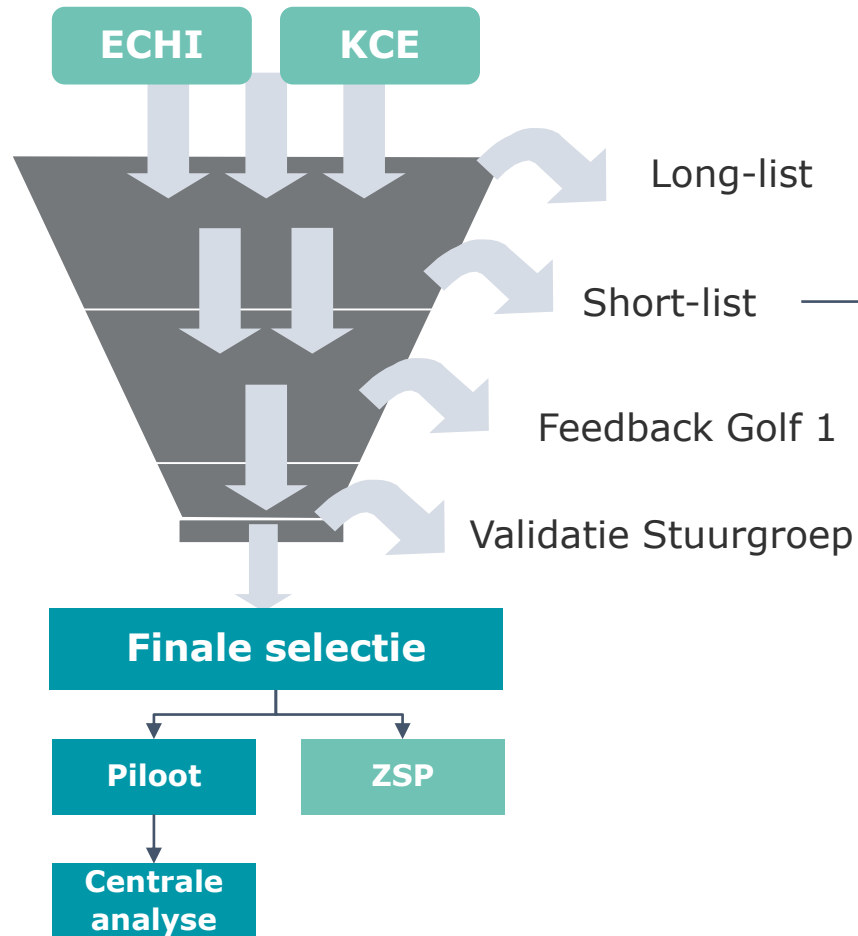 ECHI
KCE
Long-list
Short-list
Feedback Golf 1
Validatie Stuurgroep
Finale selectie
Piloot
ZSP
Centrale
analyse